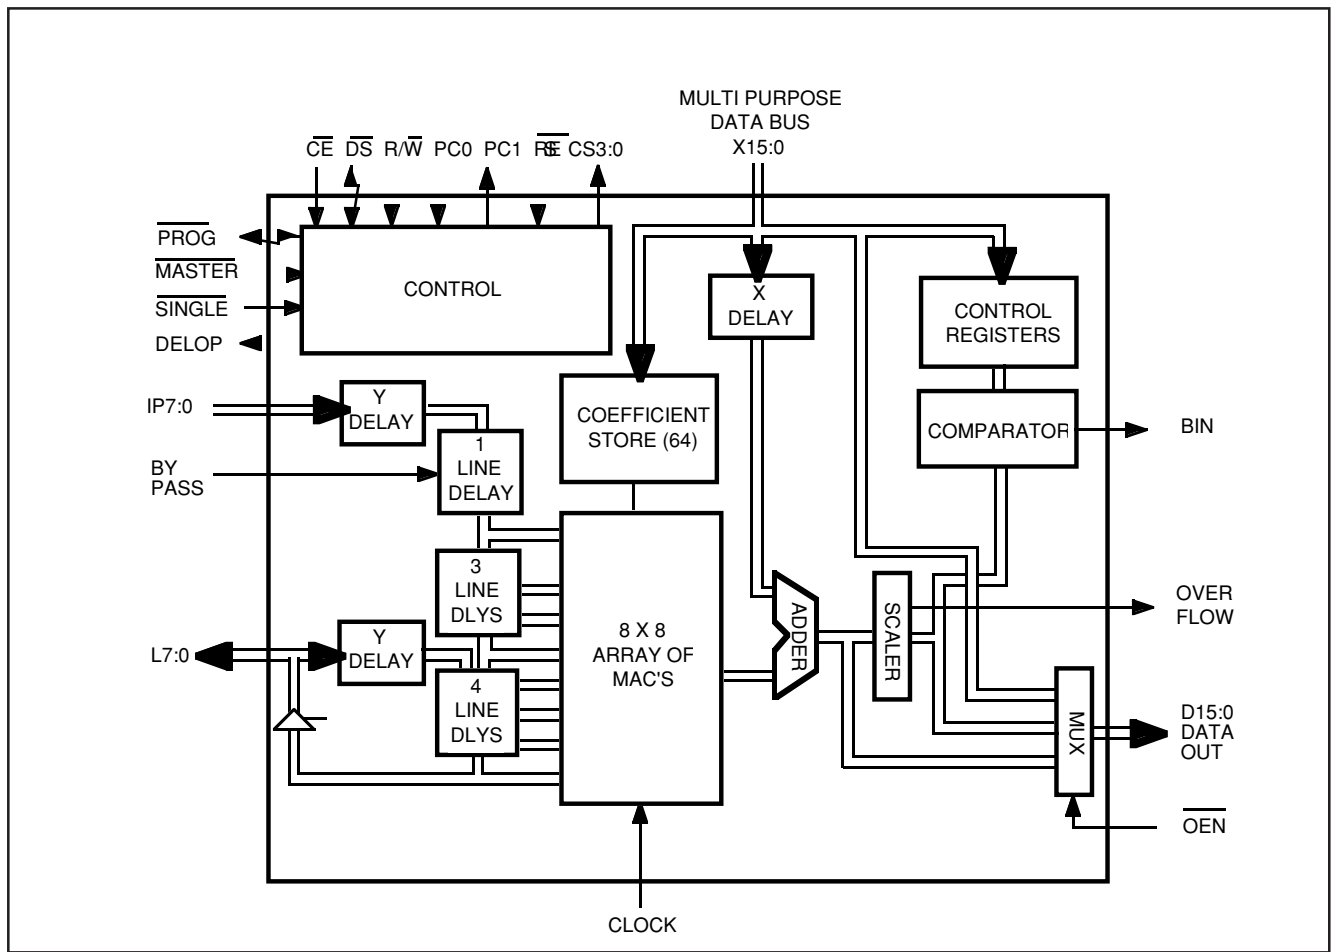 MULTI PURPOSE
DATA BUS
X15:0
CE DS R/W PC0 PC1 RES CS3:0
PROG
MASTER
SINGLE
DELOP
CONTROL
X
DELAY
CONTROL
REGISTERS
IP7:0
Y
DELAY
COEFFICIENT
STORE (64)
COMPARATOR
BIN
BY
PASS
1
LINE
DELAY
3
LINE
DLYS
OVER
FLOW
L7:0
Y
DELAY
8 X 8
ARRAY OF
MAC'S
ADDER
SCALER
4
LINE
DLYS
MUX
D15:0
DATA
OUT
OEN
CLOCK